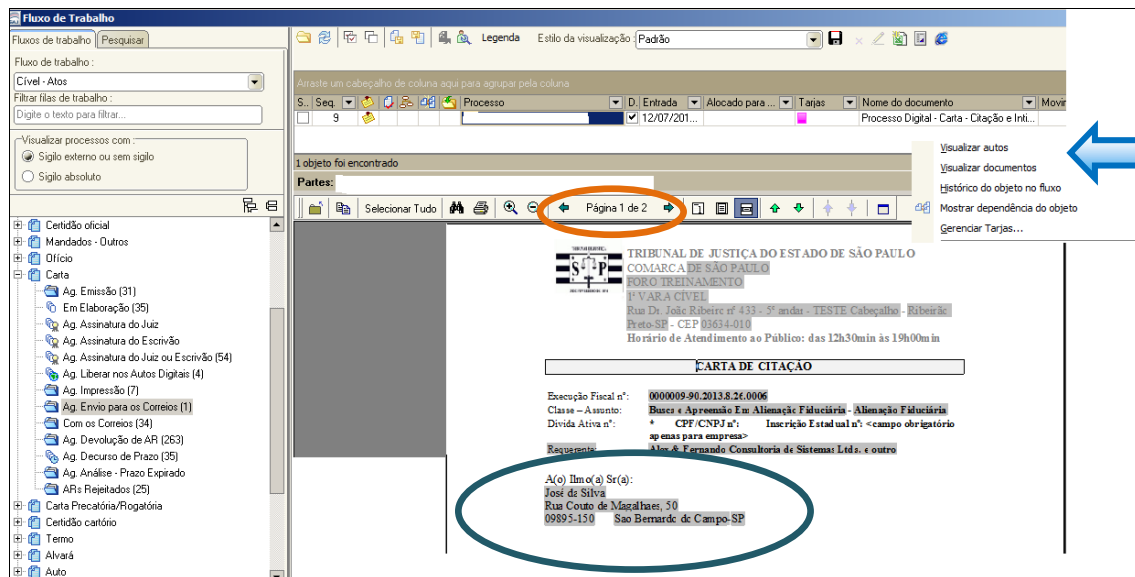 Fluxo de Trabalho
Fluxos de trabalho Pesquisar
Fluxo de trabalho :
Cível - Atos
Filtrar filas de trabalho :
Digite o texto para filtrar...
Visualizar processos com :
Sigilo externo ou sem sigilo
Sigilo absoluto
Certidão oficial
Mandados - Outros
Ofício
Carta
Ag. Emissão (31)
Em Elaboração (35)
Ag. Assinatura do Juiz
Ag. Assinatura do Escrivão
Ag. Assinatura do Juiz ou Escrivão (54)
Ag. Liberar nos Autos Digitais (4)
Ag. Impressão (7)
Ag. Envio para os Correios (1)
Com os Correios (34)
Ag. Devolução de AR (263)
Ag. Decurso de Prazo (35)
Ag. Análise - Prazo Expirado
ARs Rejeitados (25)
Carta Precatória/Rogatória
Certidão cartório
Termo
Alvará
Auto
Legenda Estilo da visualização : Padrão
Arraste um cabeçalho de coluna aqui para agrupar pela coluna
S.. Seq. Processo D. Entrada Alocado para ... Tarjas Nome do documento Movir
9 12/07/201... Processo Digital - Carta - Citação e Inti...
1 objeto foi encontrado
Partes:
Visualizar autos
Visualizar documentos
Histórico do objeto no fluxo
Mostrar dependência do objeto
Gerenciar Tarjas...
Selecionar Tudo Página 1 de 2
S P
TRIBUNAL DE JUSTIÇA DO ESTADO DE SÃO PAULO
COMARCA DE SÃO PAULO
FORO TREINAMENTO
1ª VARA CÍVEL
Rua Dr. João Ribeiro nº 433 - 5º andar - TESTE Cabeçalho - Ribeirão
Preto-SP - CEP 03634-010
Horário de Atendimento ao Público: das 12h30min às 19h00min
CARTA DE CITAÇÃO
Execução Fiscal nº: 0000009-90.2013.8.26.0006
Classe – Assunto: Busca e Apreensão Em Alienação Fiduciária - Alienação Fiduciária
Divida Ativa nº: * CPF/CNPJ nº: Inscrição Estadual nº: <campo obrigatório
apenas para empresa>
Requerente: Alex & Fernando Consultoria de Sistemas Ltda. e outro
A(o) Ilmo(a) Sr(a):
José da Silva
Rua Couto de Magalhaes, 50
09895-150 Sao Bernardo do Campo-SP